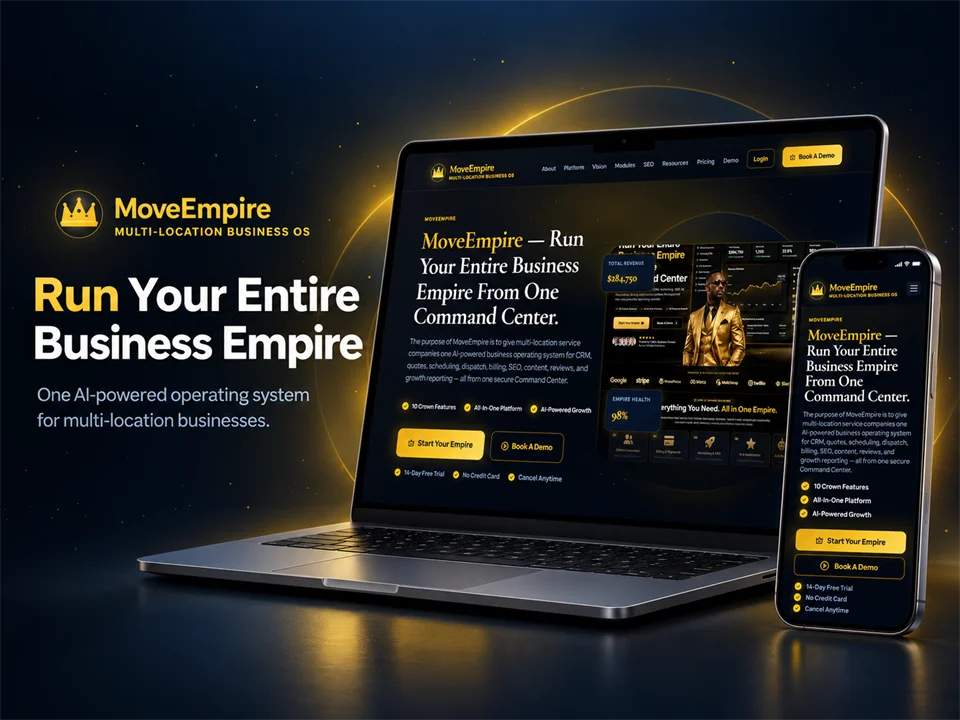 MoveEmpire
MULTI-LOCATION BUSINESS OS
Run Your Entire
Business Empire
One AI-powered operating system
for multi-location businesses.
MoveEmpire
MULTI-LOCATION BUSINESS OS
About Platform Vision Modules SEO Resources Pricing Demo Login Book A Demo
MOVEEMPIRE
MoveEmpire — Run
Your Entire Business
Empire From One
Command Center.
The purpose of MoveEmpire is to give multi-location service
companies one AI-powered business operating system for CRM,
quotes, scheduling, dispatch, billing, SEO, content, reviews, and
growth reporting — all from one secure Command Center.
10 Crown Features All-In-One Platform AI-Powered Growth
Start Your Empire Book A Demo
14-Day Free Trial No Credit Card Cancel Anytime
TOTAL REVENUE
$284,750
Google stripe Meta Mailchimp twilio
EMPIRE HEALTH
98%
erything You Need. All in One Empire.
MoveEmpire
MULTI-LOCATION BUSINESS OS
MOVEEMPIRE
MoveEmpire —
Run Your Entire
Business Empire
From One
Command Center.
The purpose of MoveEmpire is to give
multi-location service companies one
AI-powered business operating system
for CRM, quotes, scheduling, dispatch,
billing, SEO, content, reviews, and
growth reporting — all from one secure
Command Center.
10 Crown Features
All-In-One Platform
AI-Powered Growth
Start Your Empire
Book A Demo
14-Day Free Trial
No Credit Card
Cancel Anytime